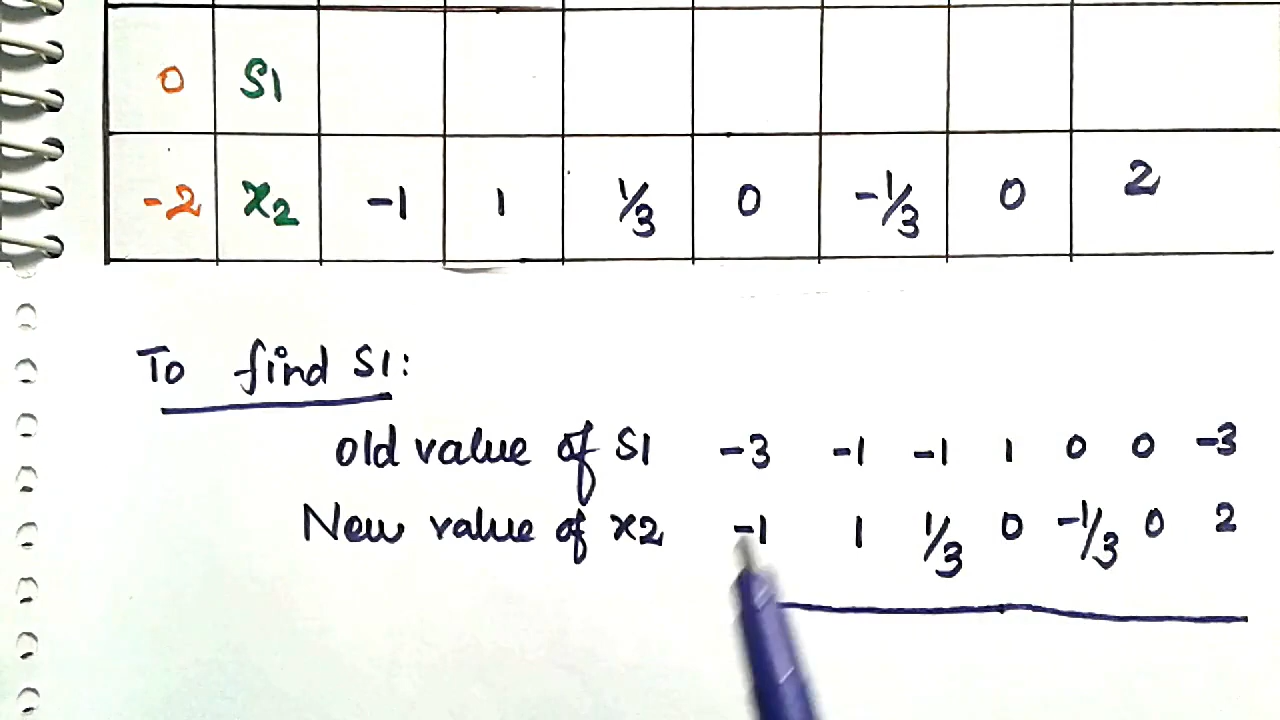 0 S1
-2 x2 -1 1 1/3 0 -1/3 0 2
To find S1:
old value of S1 -3 -1 -1 1 0 0 -3
New value of x2 -1 1 1/3 0 -1/3 0 2